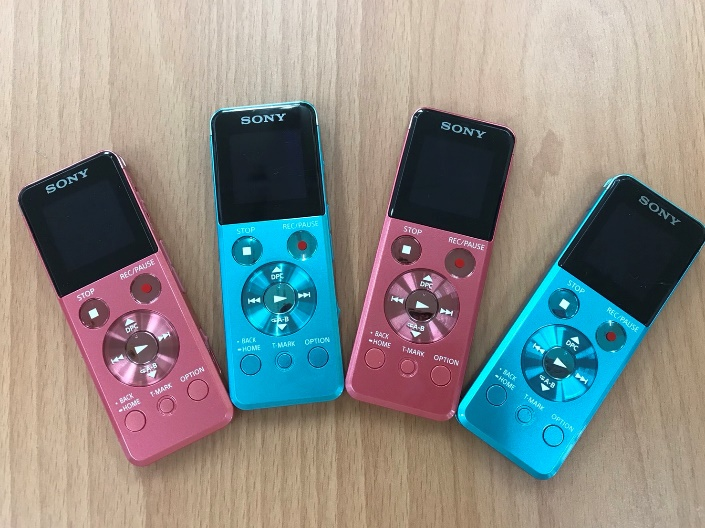 SONY
STOP
REC/PAUSE
DPC
A-B
• BACK
HOME
T-MARK
OPTION
SONY
STOP
REC/PAUSE
DPC
A-B
• BACK
HOME
T-MARK
OPTION
SONY
STOP
REC/PAUSE
DPC
A-B
• BACK
HOME
T-MARK
OPTION
SONY
STOP
REC/PAUSE
DPC
A-B
• BACK
HOME
T-MARK
OPTION